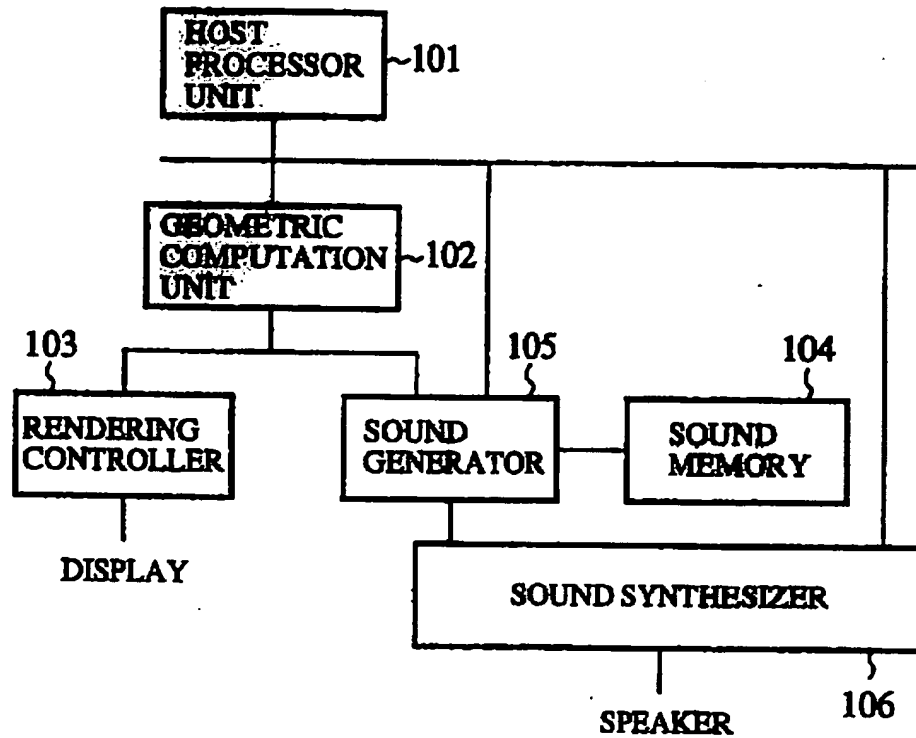 HOST
PROCESSOR
UNIT
101
GEOMETRIC
COMPUTATION
UNIT
102
103
105
104
RENDERING
CONTROLLER
SOUND
GENERATOR
SOUND
MEMORY
DISPLAY
SOUND SYNTHESIZER
106
SPEAKER